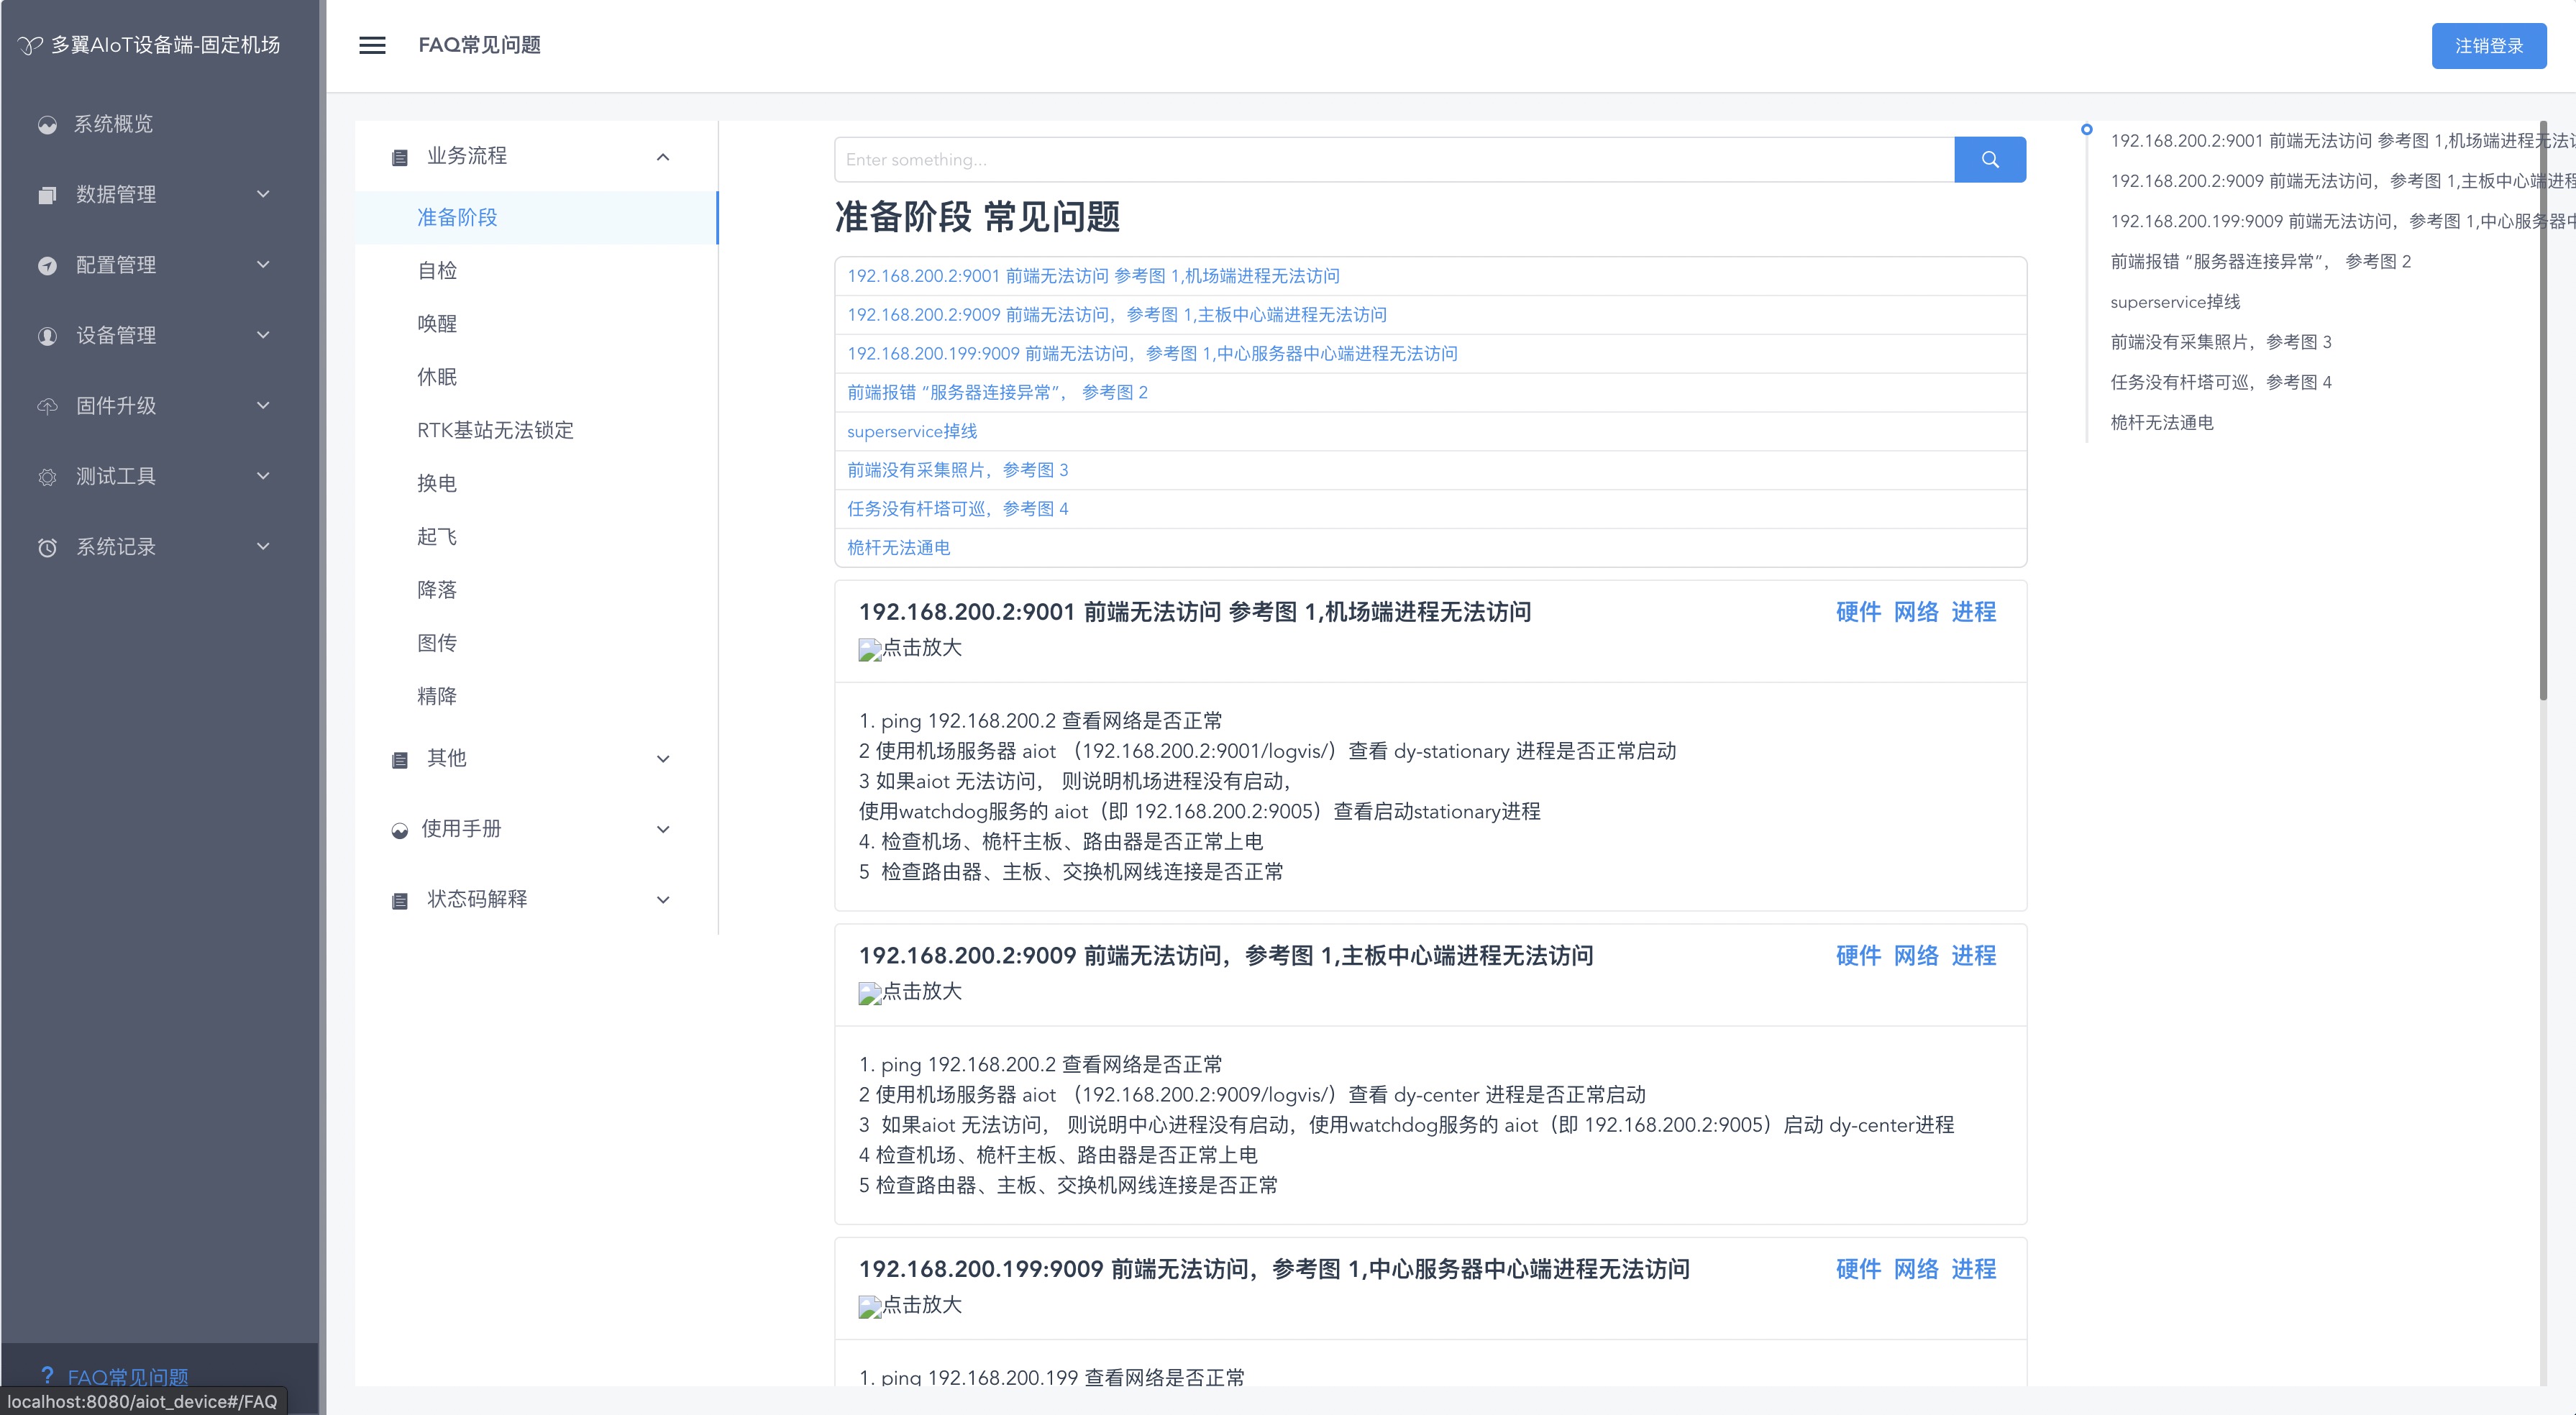 多翼AIoT设备端-固定机场
系统概览
数据管理
配置管理
设备管理
固件升级
测试工具
系统记录
? FAQ常见问题
localhost:8080/aiot_device#/FAQ
FAQ常见问题
注销登录
业务流程
准备阶段
自检
唤醒
休眠
RTK基站无法锁定
换电
起飞
降落
图传
精降
其他
使用手册
状态码解释
Enter something...
准备阶段 常见问题
192.168.200.2:9001 前端无法访问 参考图 1,机场端进程无法访问
192.168.200.2:9009 前端无法访问，参考图 1,主板中心端进程无法访问
192.168.200.199:9009 前端无法访问，参考图 1,中心服务器中心端进程无法访问
前端报错 “服务器连接异常”， 参考图 2
superservice掉线
前端没有采集照片，参考图 3
任务没有杆塔可巡，参考图 4
桅杆无法通电
192.168.200.2:9001 前端无法访问 参考图 1,机场端进程无法访问
硬件 网络 进程
点击放大
1. ping 192.168.200.2 查看网络是否正常
2 使用机场服务器 aiot （192.168.200.2:9001/logvis/）查看 dy-stationary 进程是否正常启动
3 如果aiot 无法访问， 则说明机场进程没有启动，
使用watchdog服务的 aiot（即 192.168.200.2:9005）查看启动stationary进程
4. 检查机场、桅杆主板、路由器是否正常上电
5 检查路由器、主板、交换机网线连接是否正常
192.168.200.2:9009 前端无法访问，参考图 1,主板中心端进程无法访问
硬件 网络 进程
点击放大
1. ping 192.168.200.2 查看网络是否正常
2 使用机场服务器 aiot （192.168.200.2:9009/logvis/）查看 dy-center 进程是否正常启动
3 如果aiot 无法访问， 则说明中心进程没有启动，使用watchdog服务的 aiot（即 192.168.200.2:9005）启动 dy-center进程
4 检查机场、桅杆主板、路由器是否正常上电
5 检查路由器、主板、交换机网线连接是否正常
192.168.200.199:9009 前端无法访问，参考图 1,中心服务器中心端进程无法访问
硬件 网络 进程
点击放大
1. ping 192.168.200.199 查看网络是否正常
192.168.200.2:9001 前端无法访问 参考图 1,机场端进程无法
192.168.200.2:9009 前端无法访问，参考图 1,主板中心端进程
192.168.200.199:9009 前端无法访问，参考图 1,中心服务器中
前端报错 “服务器连接异常”， 参考图 2
superservice掉线
前端没有采集照片，参考图 3
任务没有杆塔可巡，参考图 4
桅杆无法通电